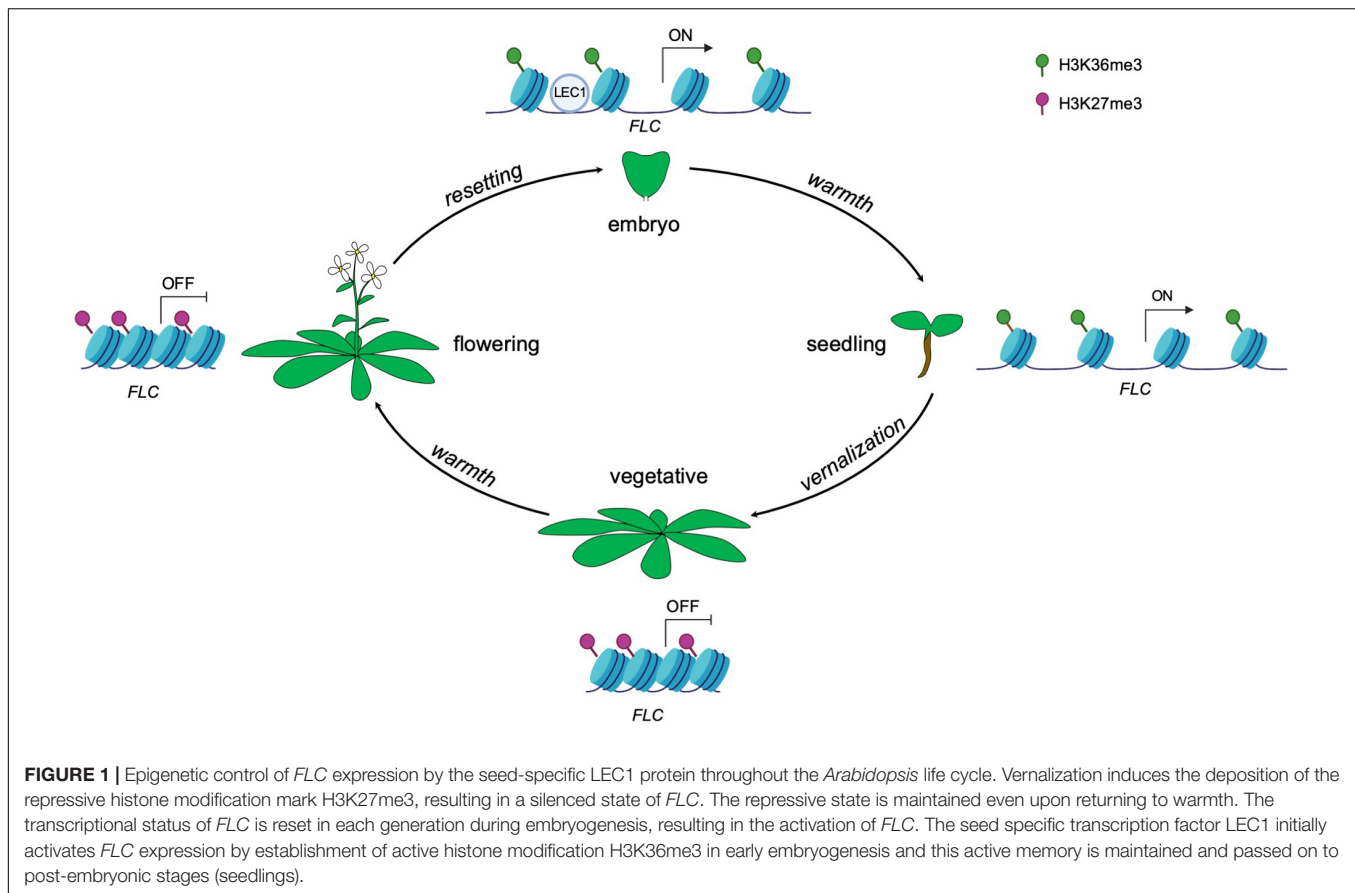 ON
H3K36me3
LEC1
H3K27me3
FLC
resetting
warmth
embryo
OFF
ON
flowering
seedling
FLC
FLC
warmth
vegetative
vernalization
OFF
FLC
FIGURE 1 | Epigenetic control of FLC expression by the seed-specific LEC1 protein throughout the Arabidopsis life cycle. Vernalization induces the deposition of the
repressive histone modification mark H3K27me3, resulting in a silenced state of FLC. The repressive state is maintained even upon returning to warmth. The
transcriptional status of FLC is reset in each generation during embryogenesis, resulting in the activation of FLC. The seed specific transcription factor LEC1 initially
activates FLC expression by establishment of active histone modification H3K36me3 in early embryogenesis and this active memory is maintained and passed on to
post-embryonic stages (seedlings).